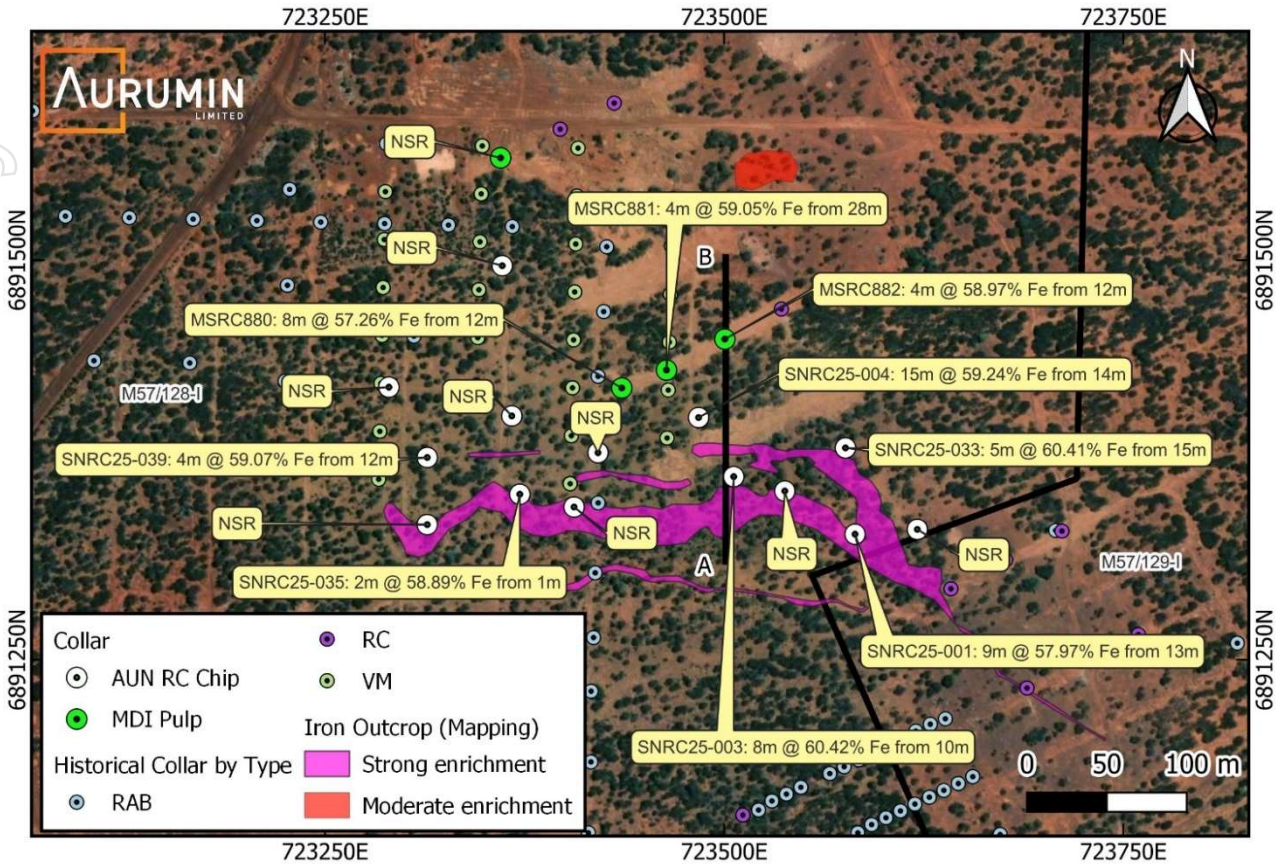 723250E
723500E
723750E
AURUMIN
LIMITED
N
NSR
MSRC881: 4m @ 59.05% Fe from 28m
6891500N
6891500N
NSR
B
MSRC882: 4m @ 58.97% Fe from 12m
MSRC880: 8m @ 57.26% Fe from 12m
SNRC25-004: 15m @ 59.24% Fe from 14m
M57/128-I
NSR
NSR
NSR
SNRC25-039: 4m @ 59.07% Fe from 12m
SNRC25-033: 5m @ 60.41% Fe from 15m
NSR
NSR
NSR
NSR
A
M57/129-I
SNRC25-035: 2m @ 58.89% Fe from 1m
Collar
AUN RC Chip
MDI Pulp
Historical Collar by Type
RAB
RC
VM
Iron Outcrop (Mapping)
Strong enrichment
Moderate enrichment
6891250N
6891250N
SNRC25-001: 9m @ 57.97% Fe from 13m
SNRC25-003: 8m @ 60.42% Fe from 10m
0 50 100 m
723250E
723500E
723750E